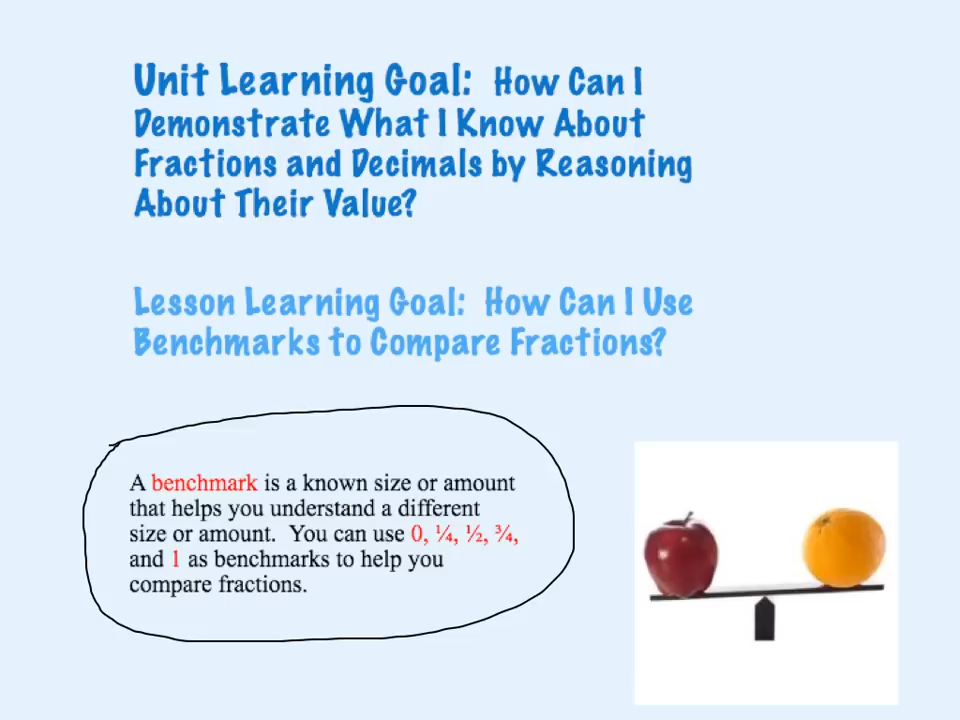 Unit Learning Goal: How Can I
Demonstrate What I Know About
Fractions and Decimals by Reasoning
About Their Value?
Lesson Learning Goal: How Can I Use
Benchmarks to Compare Fractions?
A benchmark is a known size or amount
that helps you understand a different
size or amount. You can use 0, ¼, ½, ¾,
and 1 as benchmarks to help you
compare fractions.